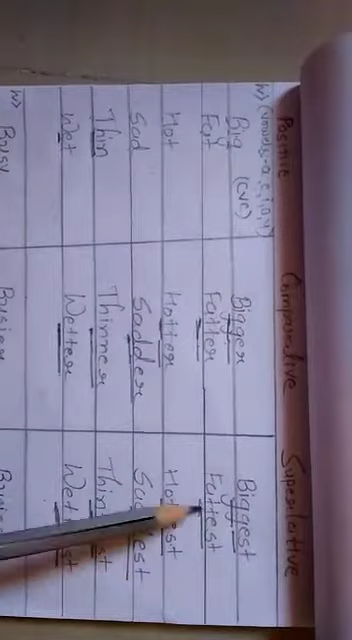 Positive Comparative Superlative
iv) (vowels-a,e,i,o,u)
Big (CVC) Bigger Biggest
Fat Fatter Fattest
Hot Hotter
Sad Sadder
Thin Thinner
Wet Wetter
v) Busy Busier